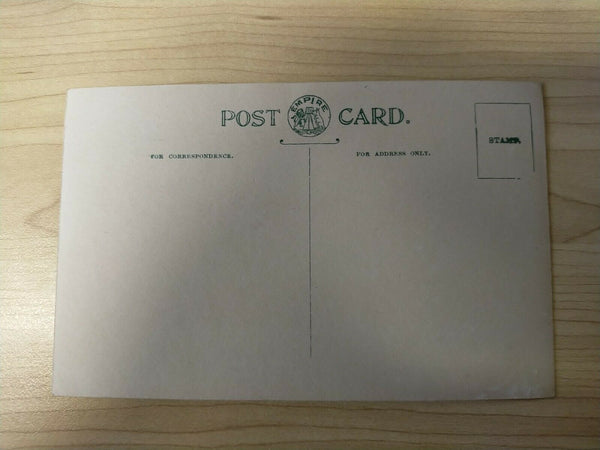 POST EMPIRE CARD.
FOR CORRESPONDENCE.
FOR ADDRESS ONLY.
STAMP.